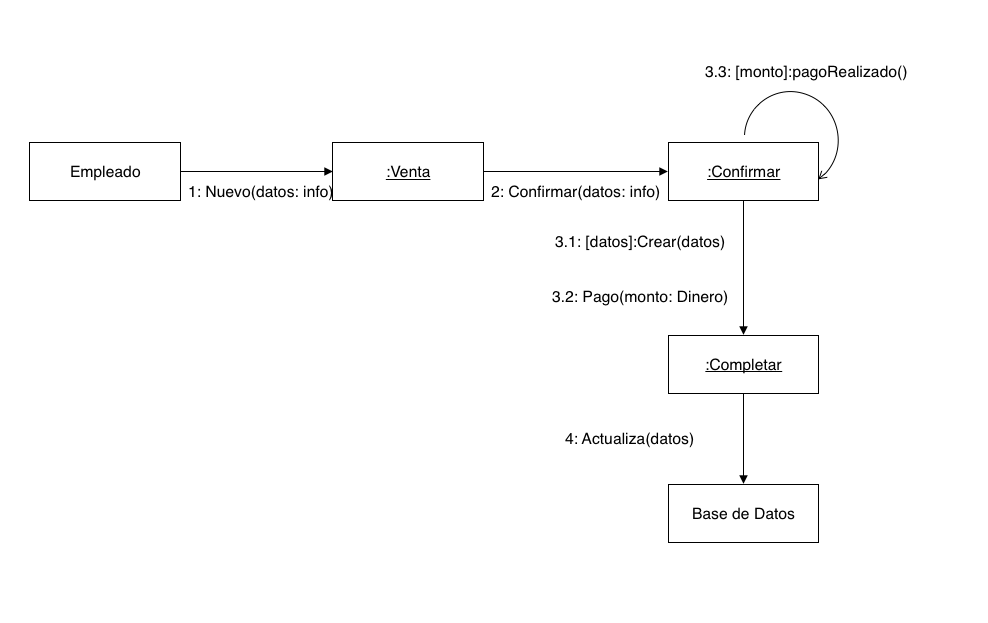 3.3: [monto]:pagoRealizado()
Empleado
:Venta
:Confirmar
1: Nuevo(datos: info)
2: Confirmar(datos: info)
3.1: [datos]:Crear(datos)
3.2: Pago(monto: Dinero)
:Completar
4: Actualiza(datos)
Base de Datos